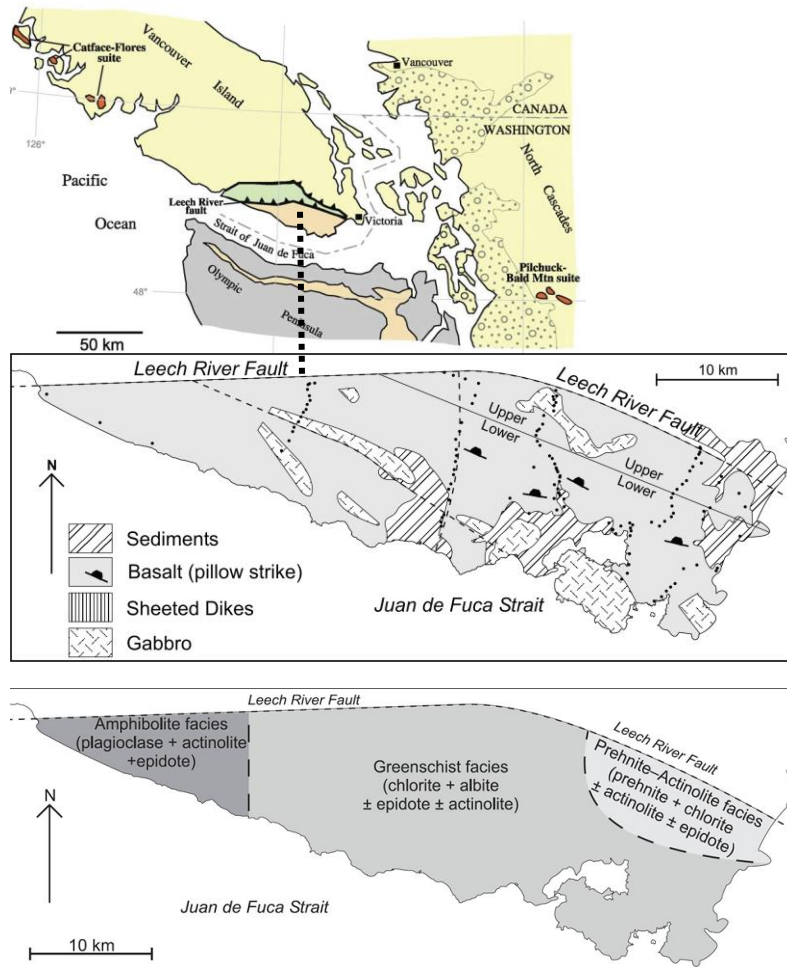 Catface-Flores
suite
Vancouver
Island
Vancouver
CANADA
WASHINGTON
126°
North
Cascades
Pacific
Ocean
Leech River
fault
Victoria
Strait of Juan de Fuca
Pilchuck-
Bald Mtn suite
48°
Olympic
Peninsula
50 km
Leech River Fault
Leech River Fault
10 km
Upper
Lower
Upper
Lower
N
Sediments
Basalt (pillow strike)
Sheeted Dikes
Gabbro
Juan de Fuca Strait
Leech River Fault
Amphibolite facies
(plagioclase + actinolite
+epidote)
Leech River Fault
Greenschist facies
(chlorite + albite
± epidote ± actinolite)
Prehnite–Actinolite facies
(prehnite + chlorite
± actinolite ± epidote)
N
Juan de Fuca Strait
10 km